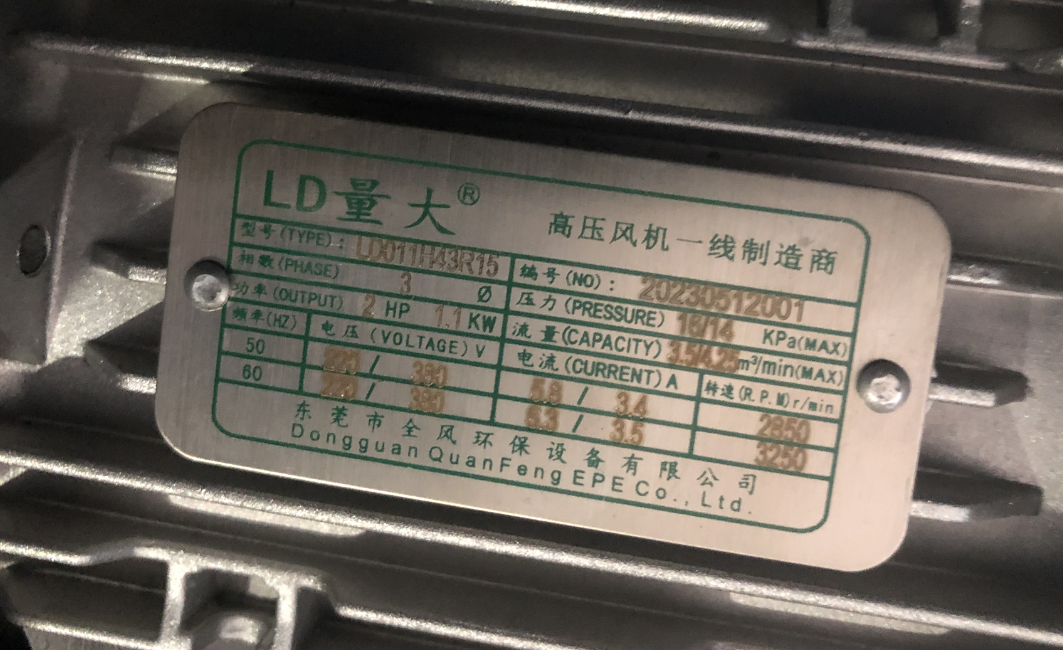 LD量大®
高压风机一线制造商
型号(TYPE): LD011H43R15
编号(NO): 20230512001
相数(PHASE) 3 Ø
压力(PRESSURE) 16/14 KPa(MAX)
功率(OUTPUT) 2 HP 1.1 KW
流量(CAPACITY) 3.5/4.25 m³/min(MAX)
频率(HZ) 电压(VOLTAGE)V 电流(CURRENT)A 转速(R.P.M)r/min
50 220 / 380 5.8 / 3.4 2850
60 220 / 380 / 3.5 3250
东莞市全风环保设备有限公司
Dongguan QuanFeng EPE Co., Ltd.